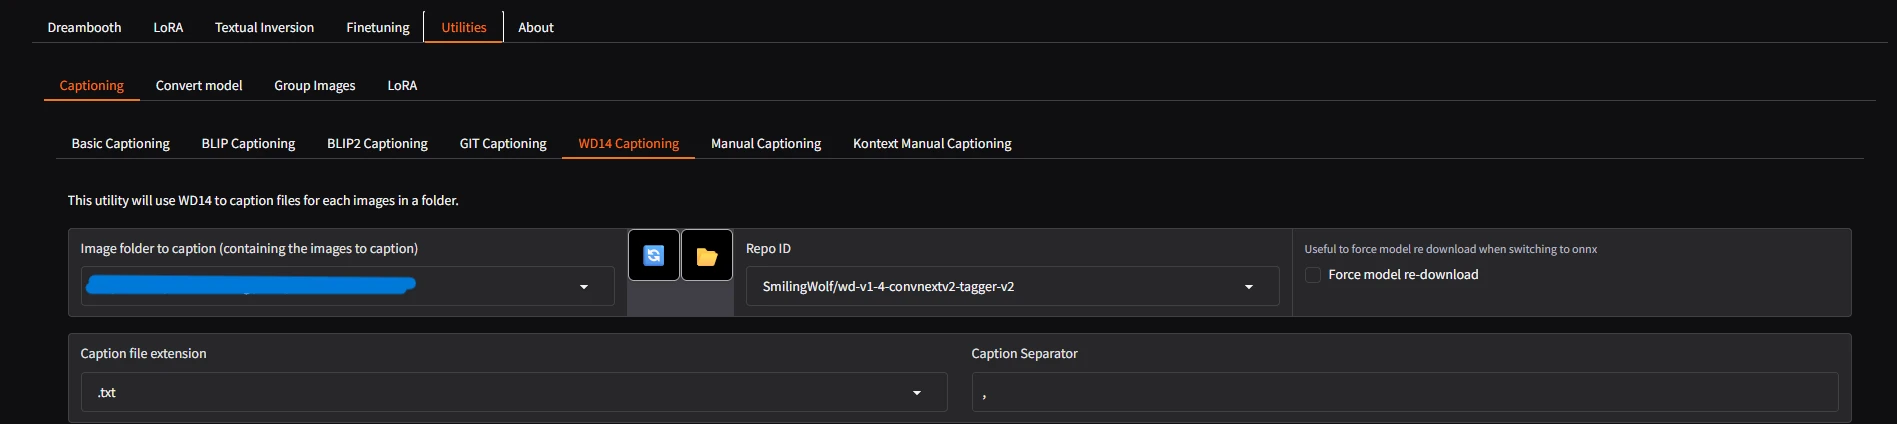 Dreambooth LoRA Textual Inversion Finetuning Utilities About
Captioning Convert model Group Images LoRA
Basic Captioning BLIP Captioning BLIP2 Captioning GIT Captioning WD14 Captioning Manual Captioning Kontext Manual Captioning
This utility will use WD14 to caption files for each images in a folder.
Image folder to caption (containing the images to caption)
Repo ID
SmilingWolf/wd-v1-4-convnextv2-tagger-v2
Useful to force model re download when switching to onnx
Force model re-download
Caption file extension
.txt
Caption Separator
,